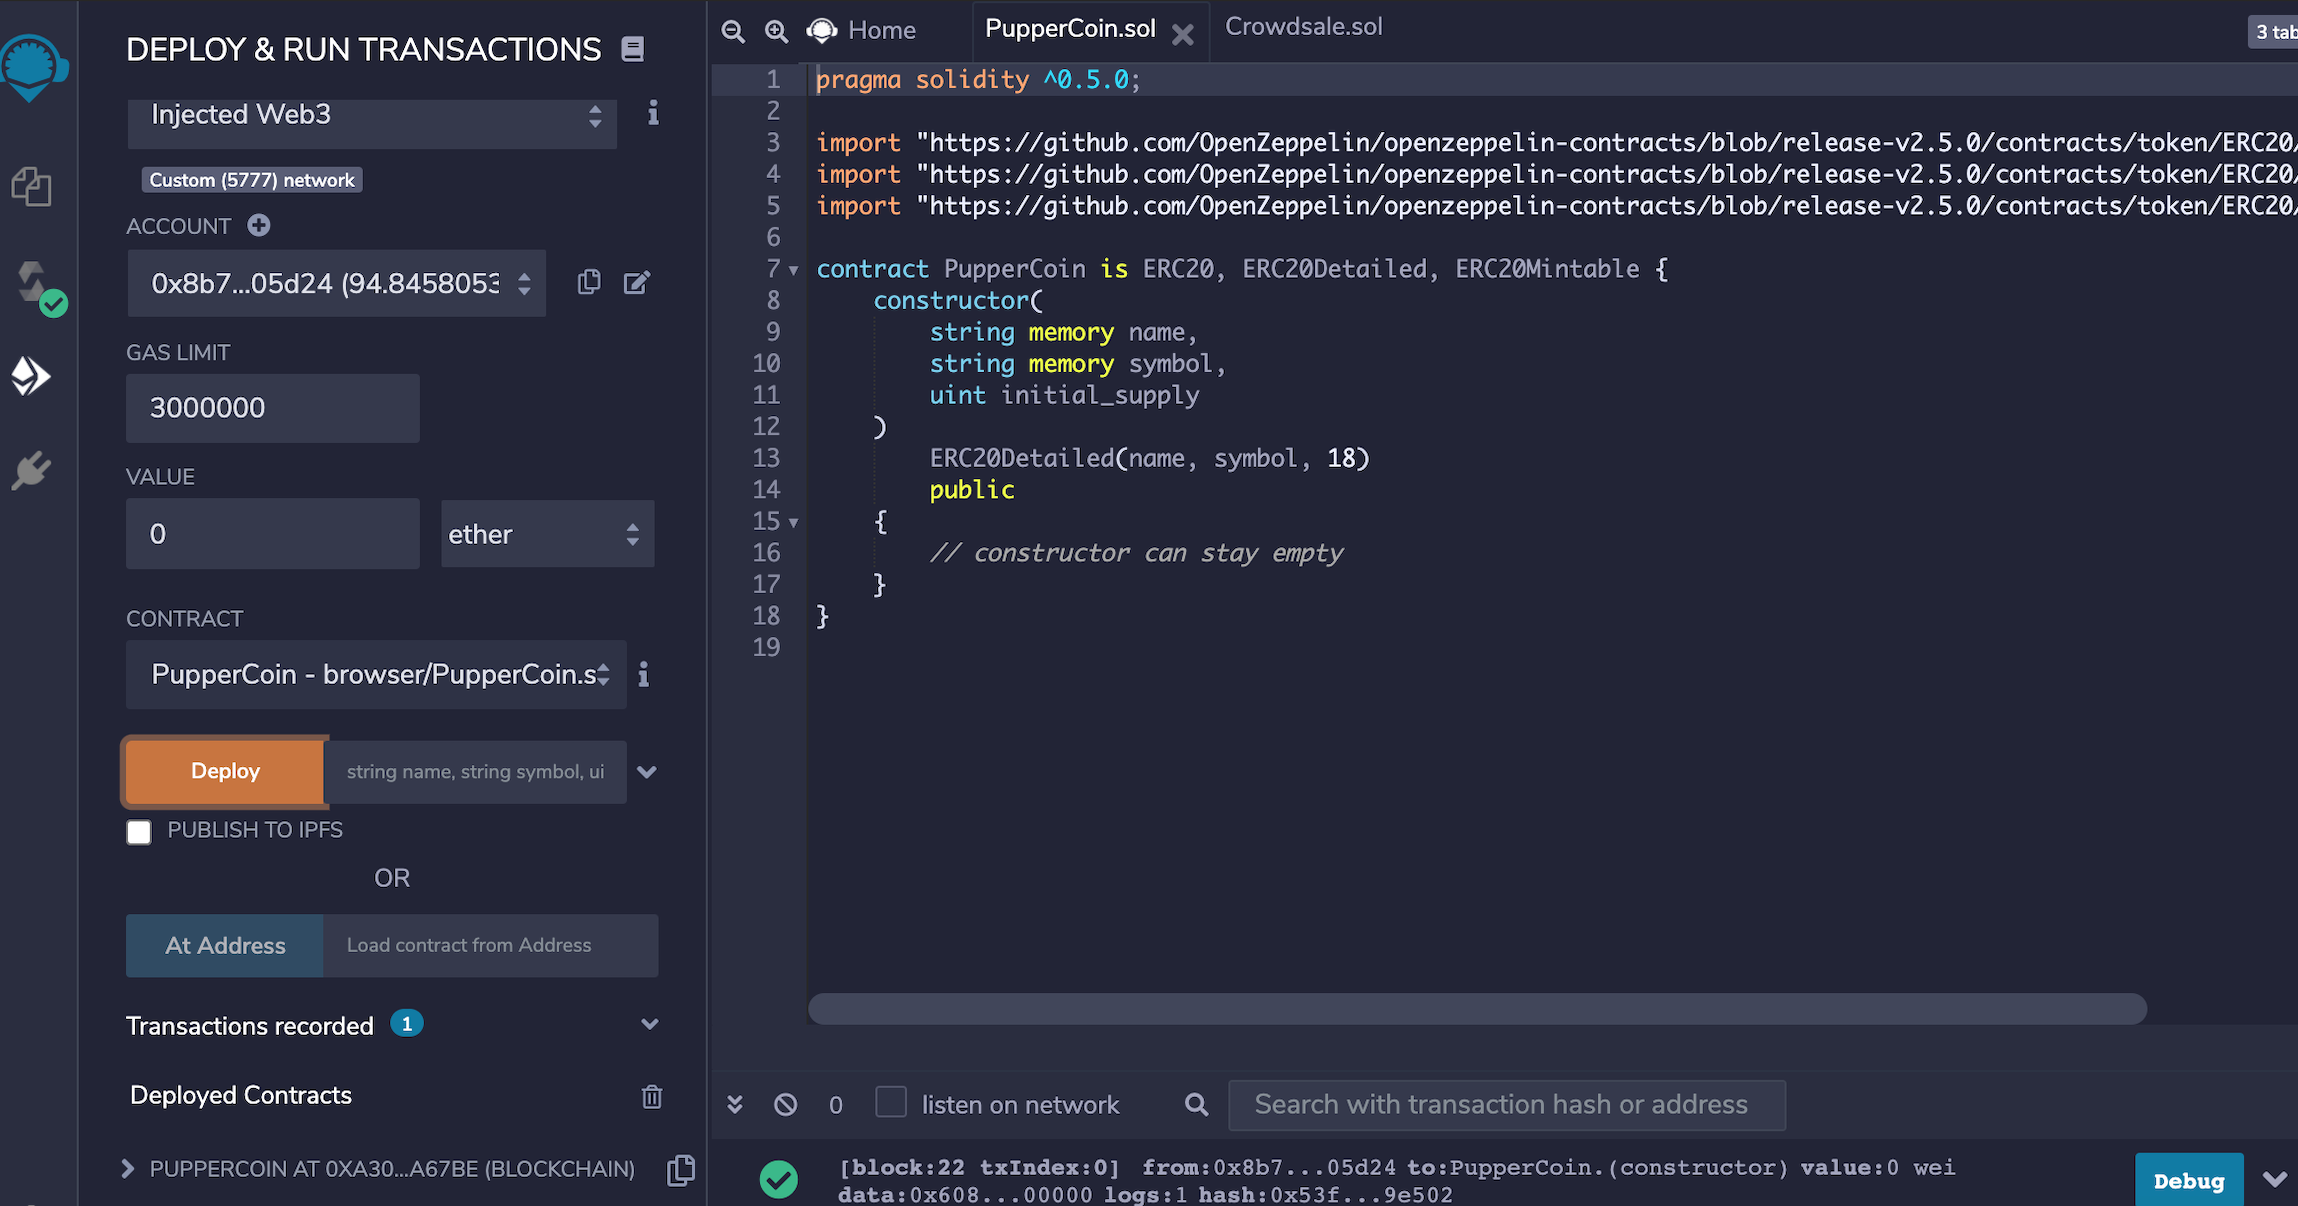 DEPLOY & RUN TRANSACTIONS
Injected Web3
Custom (5777) network
ACCOUNT
0x8b7...05d24 (94.8458053
GAS LIMIT
3000000
VALUE
0
ether
CONTRACT
PupperCoin - browser/PupperCoin.s
Deploy
string name, string symbol, ui
PUBLISH TO IPFS
OR
At Address
Load contract from Address
Transactions recorded 1
Deployed Contracts
PUPPERCOIN AT 0XA30...A67BE (BLOCKCHAIN)
Home
PupperCoin.sol
Crowdsale.sol
3 tab
1 pragma solidity ^0.5.0;
2
3 import "https://github.com/OpenZeppelin/openzeppelin-contracts/blob/release-v2.5.0/contracts/token/ERC20/
4 import "https://github.com/OpenZeppelin/openzeppelin-contracts/blob/release-v2.5.0/contracts/token/ERC20/
5 import "https://github.com/OpenZeppelin/openzeppelin-contracts/blob/release-v2.5.0/contracts/token/ERC20/
6
7 contract PupperCoin is ERC20, ERC20Detailed, ERC20Mintable {
8 constructor(
9 string memory name,
10 string memory symbol,
11 uint initial_supply
12 )
13 ERC20Detailed(name, symbol, 18)
14 public
15 {
16 // constructor can stay empty
17 }
18 }
19
0
listen on network
Search with transaction hash or address
[block:22 txIndex:0] from:0x8b7...05d24 to:PupperCoin.(constructor) value:0 wei
data:0x608...00000 logs:1 hash:0x53f...9e502
Debug